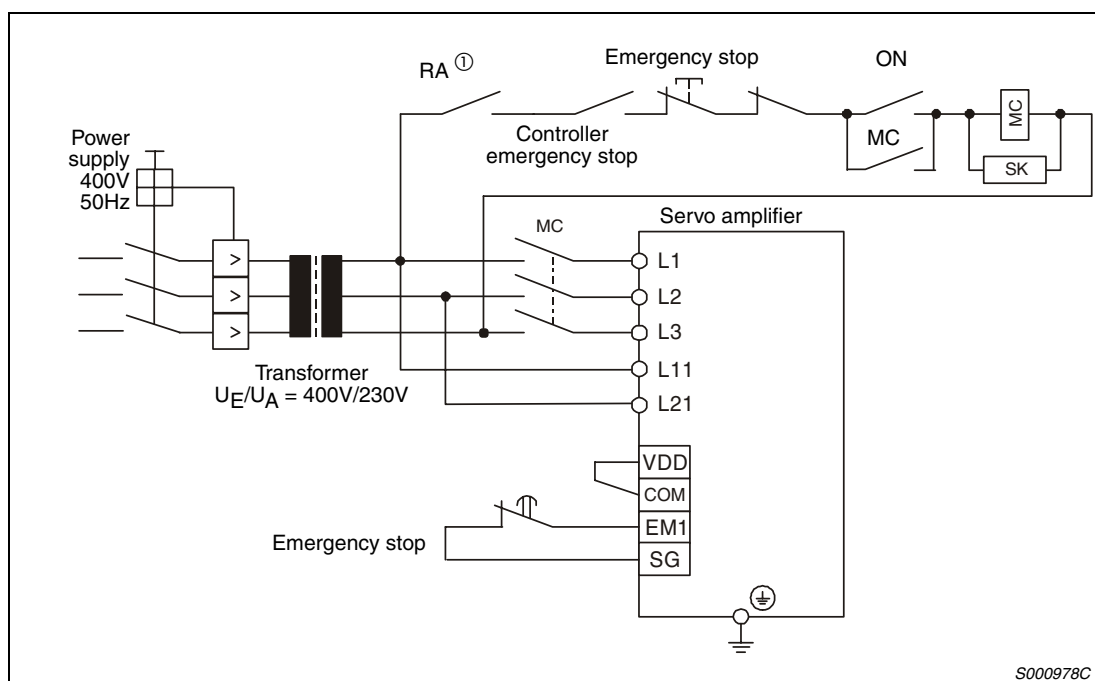 RA ①
Emergency stop
ON
Controller
emergency stop
MC
MC
SK
Power
supply
400V
50Hz
Servo amplifier
MC
>
>
>
L1
L2
L3
L11
L21
Transformer
UE/UA = 400V/230V
VDD
COM
EM1
SG
Emergency stop
S000978C